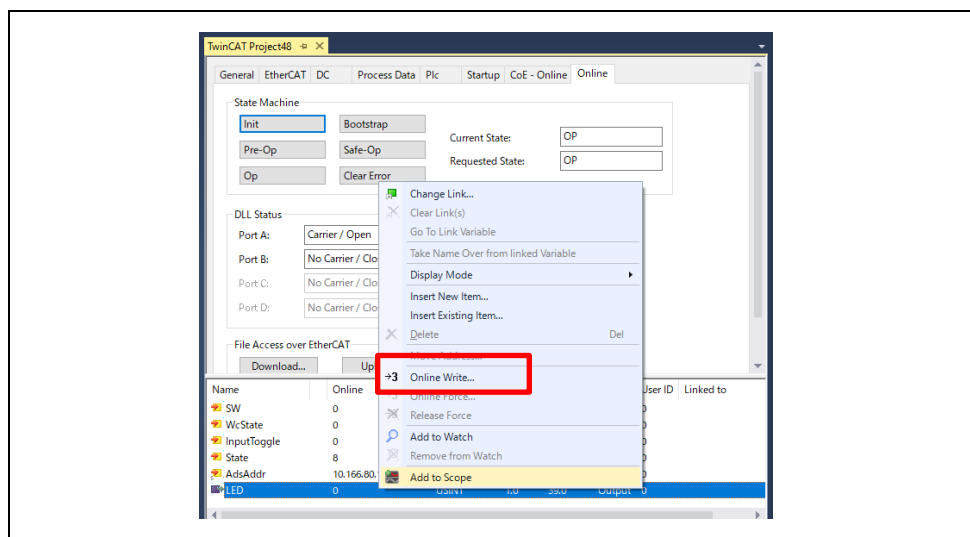 TwinCAT Project48
General EtherCAT DC Process Data Plc Startup CoE - Online Online
State Machine
Init Bootstrap
Current State: OP
Pre-Op Safe-Op
Requested State: OP
Op Clear Error
Change Link...
DLL Status Clear Link(s)
Port A: Carrier / Open Go To Link Variable
Take Name Over from linked Variable
Port B: No Carrier / Clo
Display Mode
Port C: No Carrier / Clo
Insert New Item...
Port D: No Carrier / Clo
Insert Existing Item...
Delete Del
File Access over EtherCAT
Download...
→3 Online Write...
Name Online User ID Linked to
Online Force...
SW 0
Release Force
WcState 0
InputToggle 0
Add to Watch
State 8
Remove from Watch
AdsAddr 10.166.80.
Add to Scope
LED 0 USINT 1.0 39.0 Output 0